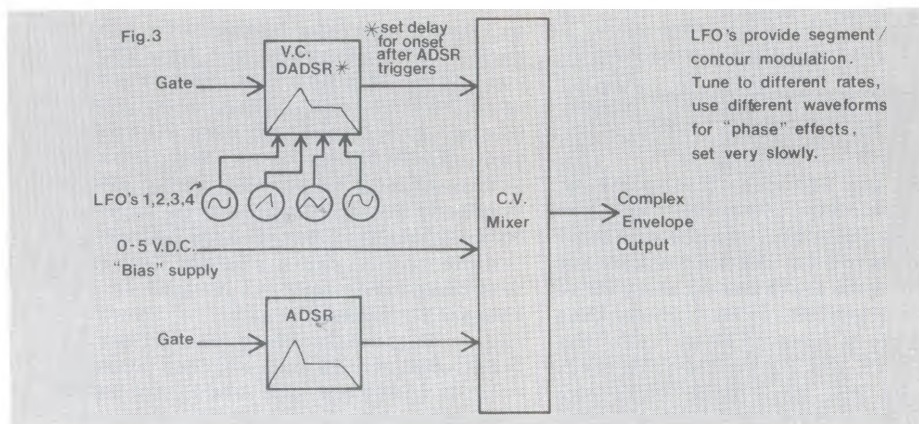 Fig.3
V.C.
DADSR *
*set delay
for onset
after ADSR
triggers
Gate
LFO's 1,2,3,4
0-5 V.D.C.
"Bias" supply
ADSR
Gate
C.V.
Mixer
Complex
Envelope
Output
LFO's provide segment/
contour modulation.
Tune to different rates,
use different waveforms
for "phase" effects,
set very slowly.